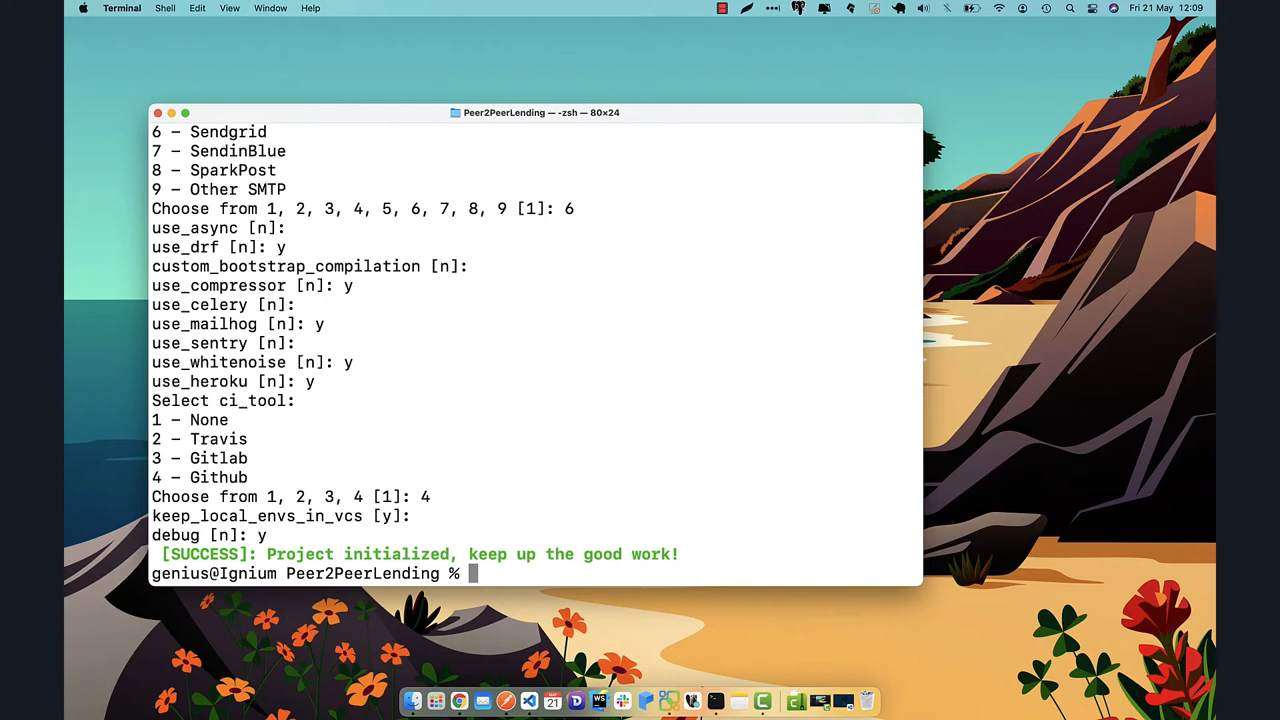 Terminal Shell Edit View Window Help Fri 21 May 12:09
Peer2PeerLending — -zsh — 80×24
6 - Sendgrid
7 - SendinBlue
8 - SparkPost
9 - Other SMTP
Choose from 1, 2, 3, 4, 5, 6, 7, 8, 9 [1]: 6
use_async [n]:
use_drf [n]: y
custom_bootstrap_compilation [n]:
use_compressor [n]: y
use_celery [n]:
use_mailhog [n]: y
use_sentry [n]:
use_whitenoise [n]: y
use_heroku [n]: y
Select ci_tool:
1 - None
2 - Travis
3 - Gitlab
4 - Github
Choose from 1, 2, 3, 4 [1]: 4
keep_local_envs_in_vcs [y]:
debug [n]: y
[SUCCESS]: Project initialized, keep up the good work!
genius@Ignium Peer2PeerLending %
21
WS